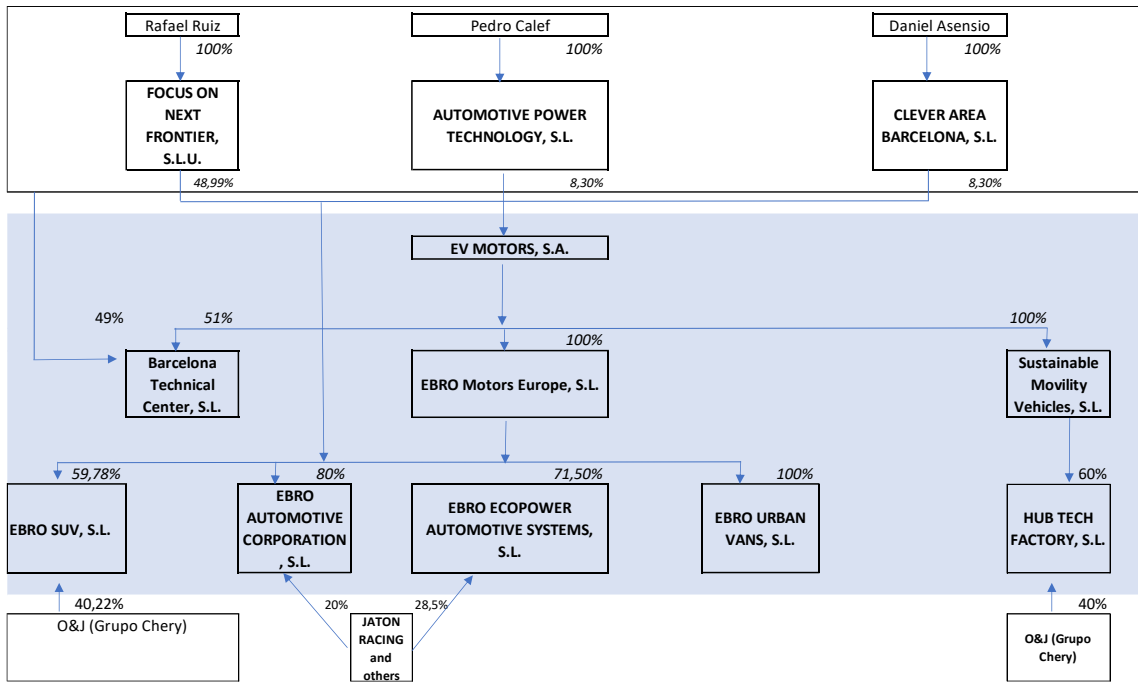 Rafael Ruiz
Pedro Calef
Daniel Asensio
100%
100%
100%
FOCUS ON
NEXT
FRONTIER,
S.L.U.
AUTOMOTIVE POWER
TECHNOLOGY, S.L.
CLEVER AREA
BARCELONA, S.L.
48,99%
8,30%
8,30%
EV MOTORS, S.A.
49%
51%
100%
100%
Barcelona
Technical
Center, S.L.
EBRO Motors Europe, S.L.
Sustainable
Movility
Vehicles, S.L.
59,78%
80%
71,50%
100%
60%
EBRO SUV, S.L.
EBRO
AUTOMOTIVE
CORPORATION
, S.L.
EBRO ECOPOWER
AUTOMOTIVE SYSTEMS,
S.L.
EBRO URBAN
VANS, S.L.
HUB TECH
FACTORY, S.L.
40,22%
20%
28,5%
40%
O&J (Grupo Chery)
JATON
RACING
and
others
O&J (Grupo
Chery)